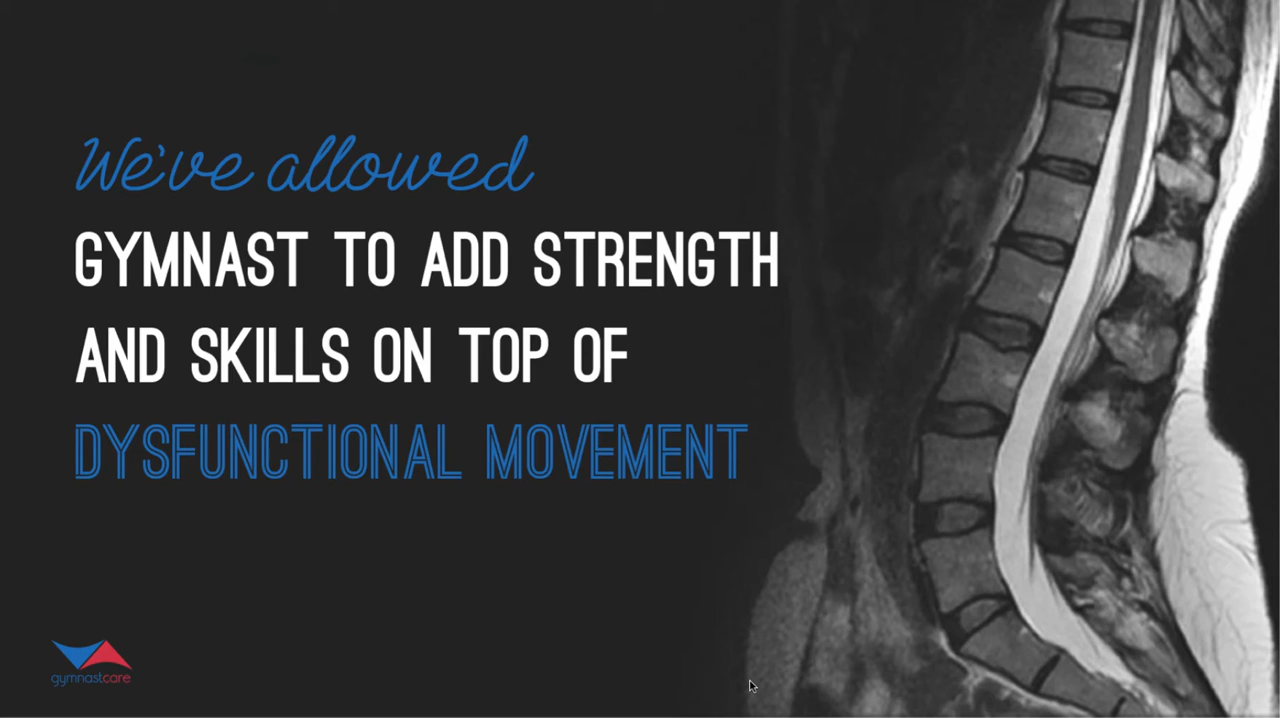 We've allowed
GYMNAST TO ADD STRENGTH
AND SKILLS ON TOP OF
DYSFUNCTIONAL MOVEMENT
gymnastcare